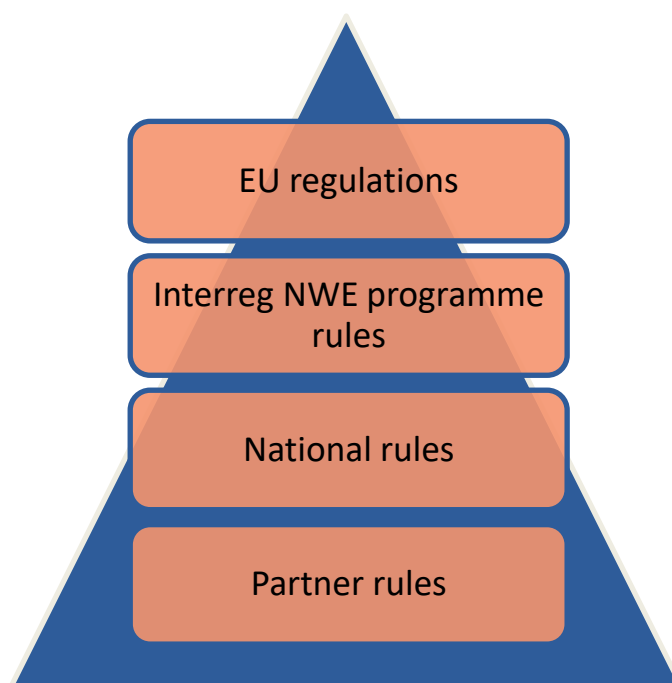 EU regulations
Interreg NWE programme
rules
National rules
Partner rules